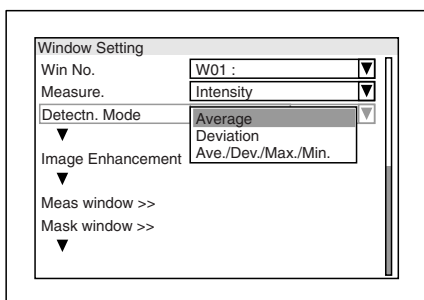 Window Setting
Win No. W01 :
Measure. Intensity
Detectn. Mode Average
Deviation
Ave./Dev./Max./Min.
Image Enhancement
Meas window >>
Mask window >>